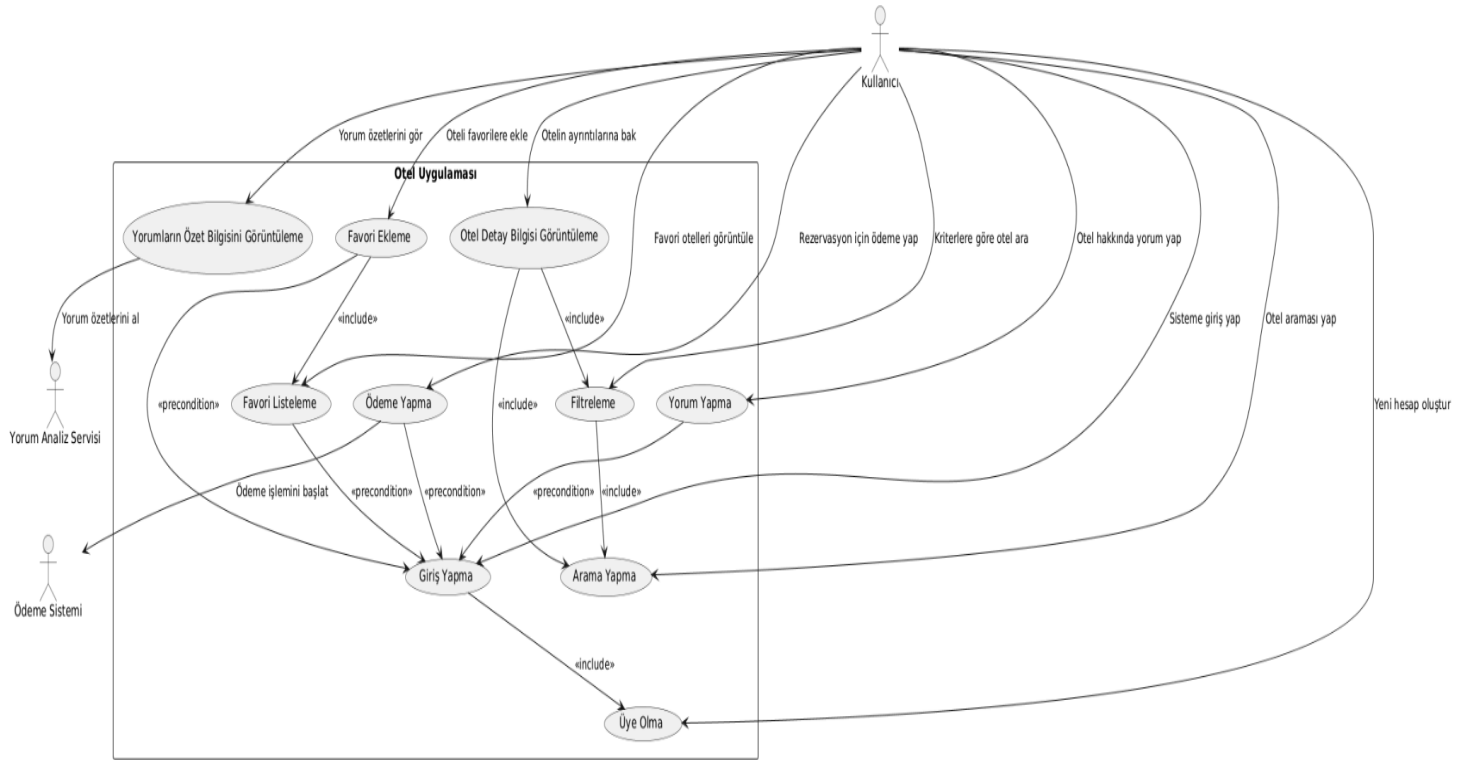 Kullanıcı
Yorum özetlerini gör
Oteli favorilere ekle
Otelin ayrıntılarına bak
Otel Uygulaması
Yorumların Özet Bilgisini Görüntüleme
Favori Ekleme
Otel Detay Bilgisi Görüntüleme
Favori otelleri görüntüle
Rezervasyon için ödeme yap
Kriterlere göre otel ara
Otel hakkında yorum yap
Yorum özetlerini al
«include»
«include»
Sisteme giriş yap
Otel araması yap
Yorum Analiz Servisi
«precondition»
Favori Listeleme
Ödeme Yapma
«include»
Filtreleme
Yorum Yapma
Yeni hesap oluştur
Ödeme işlemini başlat
«precondition»
«precondition»
«precondition»
«include»
Ödeme Sistemi
Giriş Yapma
Arama Yapma
«include»
Üye Olma